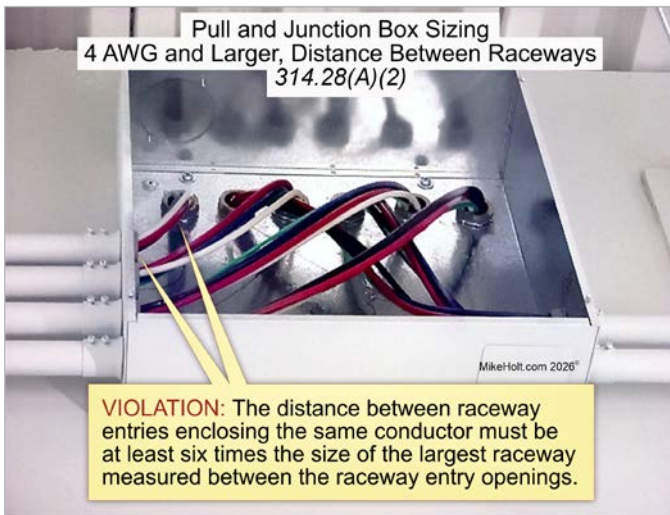 Pull and Junction Box Sizing
4 AWG and Larger, Distance Between Raceways
314.28(A)(2)
MikeHolt.com 2026©
VIOLATION: The distance between raceway
entries enclosing the same conductor must be
at least six times the size of the largest raceway
measured between the raceway entry openings.